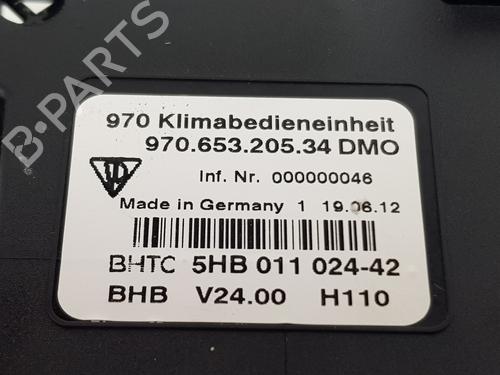 B-PARTS
970 Klimabedieneinheit
970.653.205.34 DMO
Inf. Nr. 000000046
Made in Germany 1 19.06.12
BHTC 5HB 011 024-42
BHB V24.00 H110